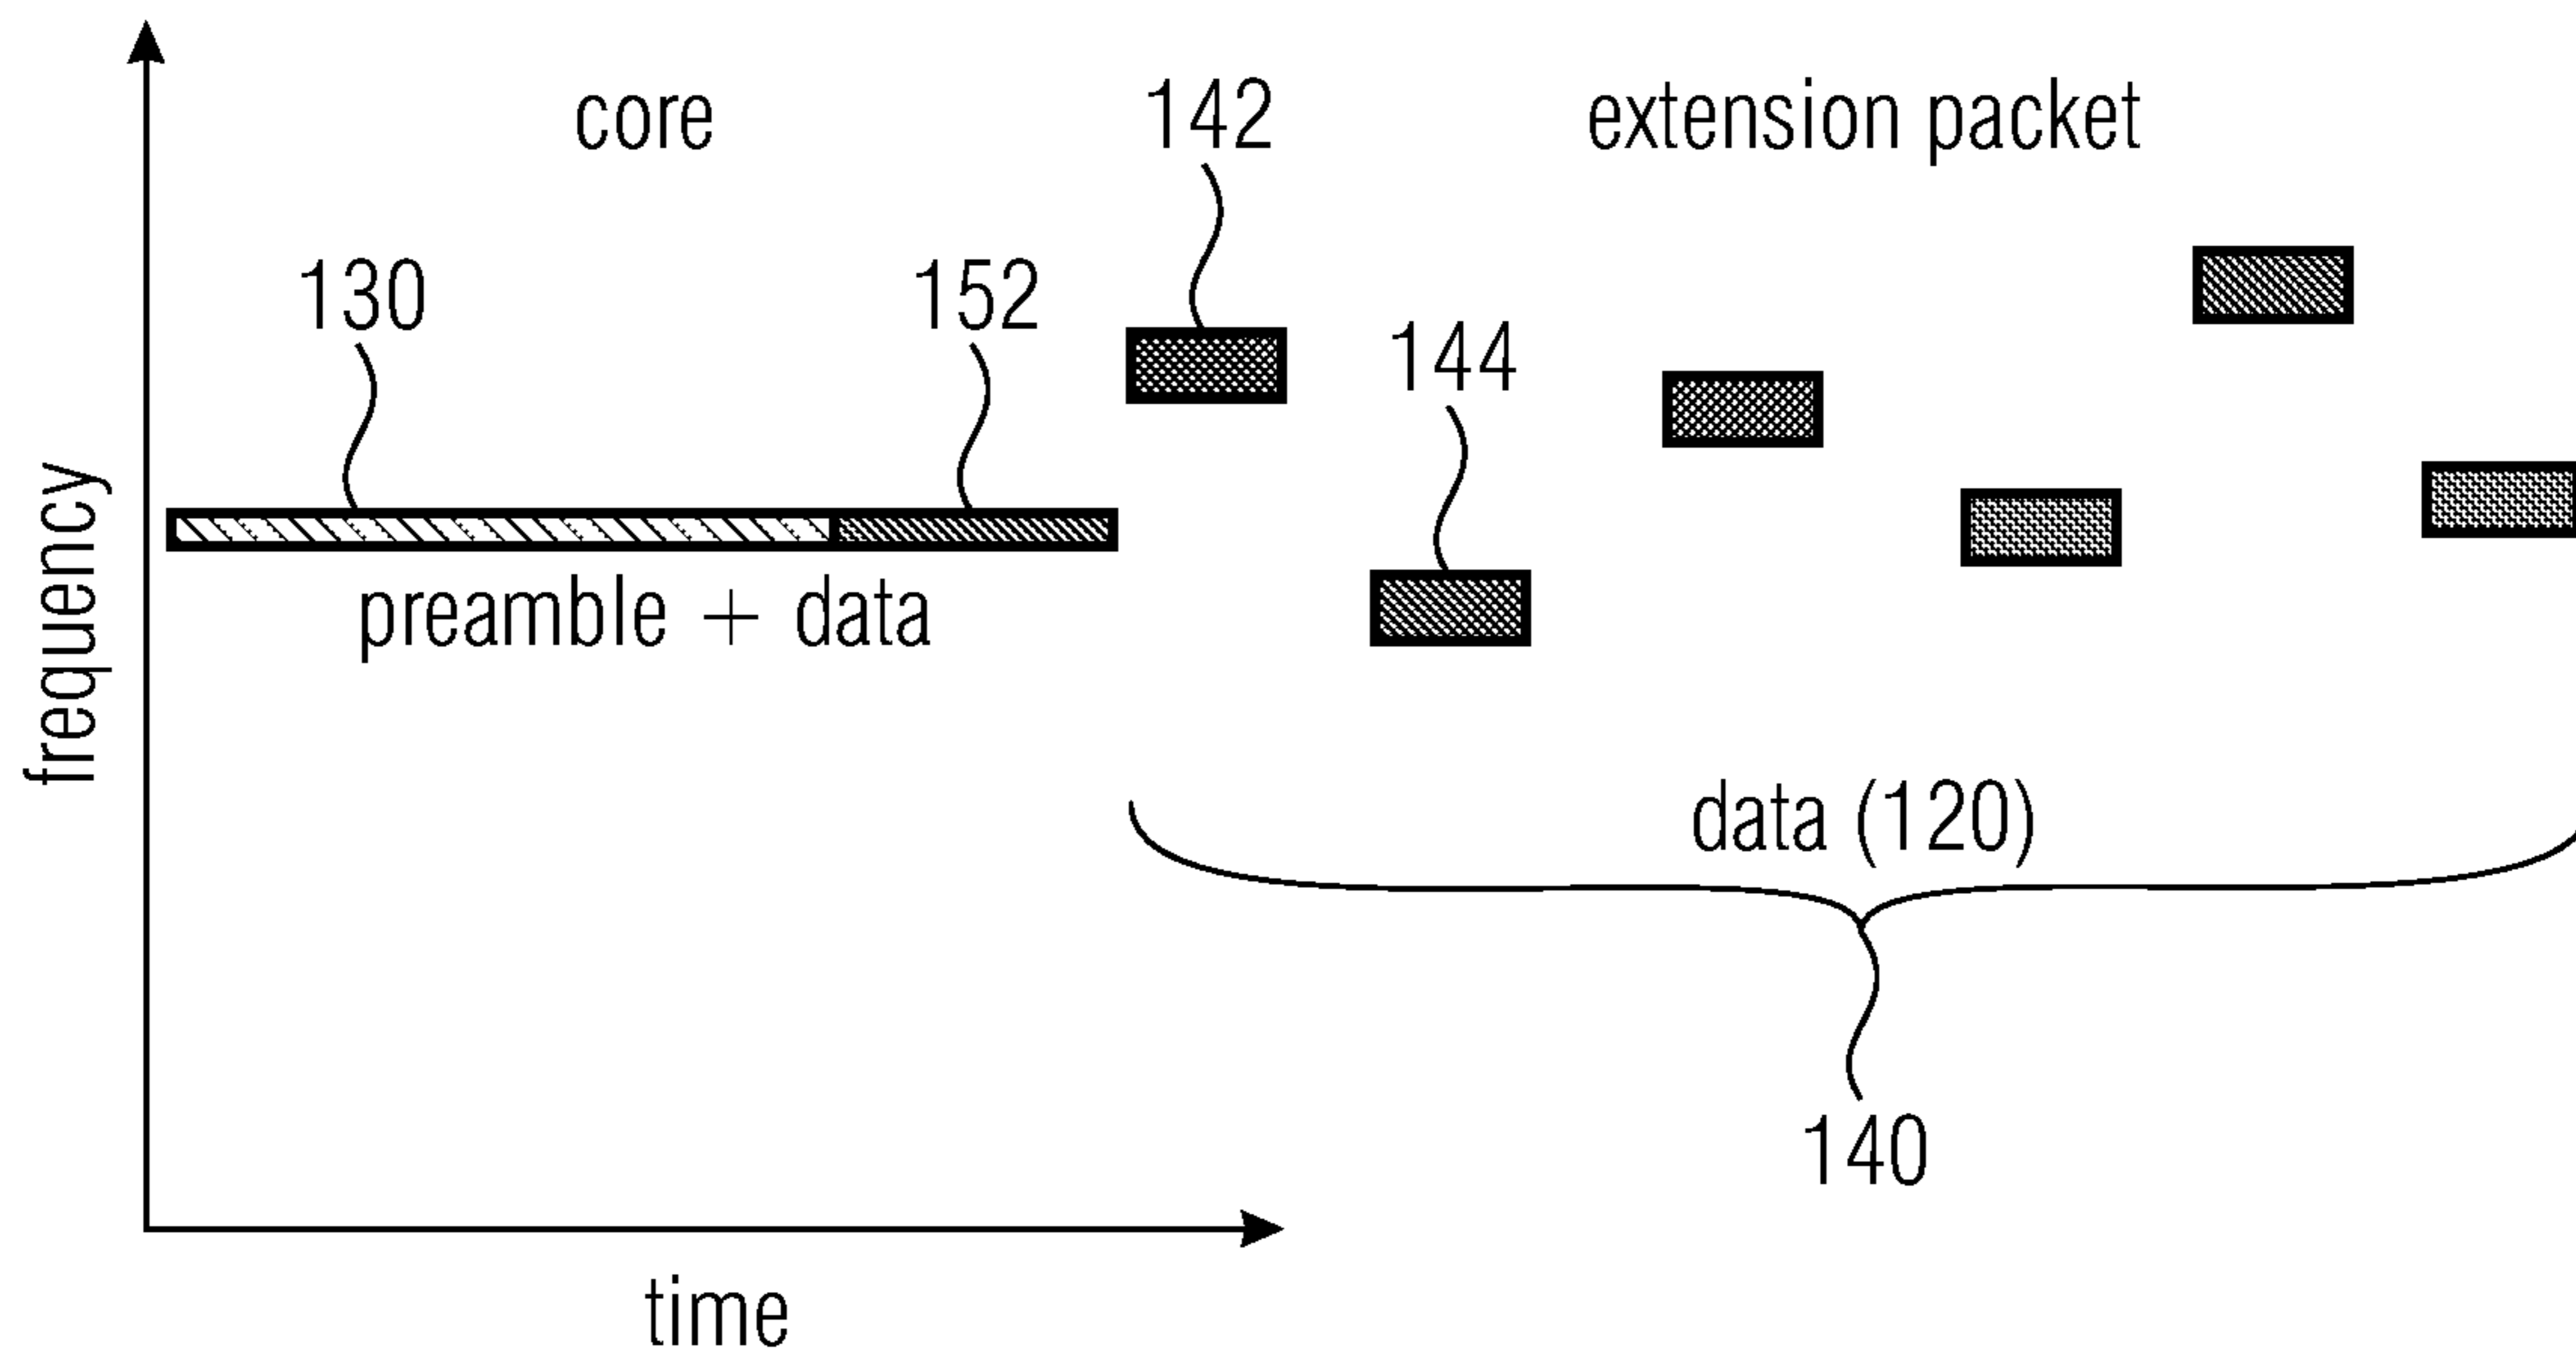 core
142
extension packet
130
152
144
frequency
preamble + data
data (120)
140
time